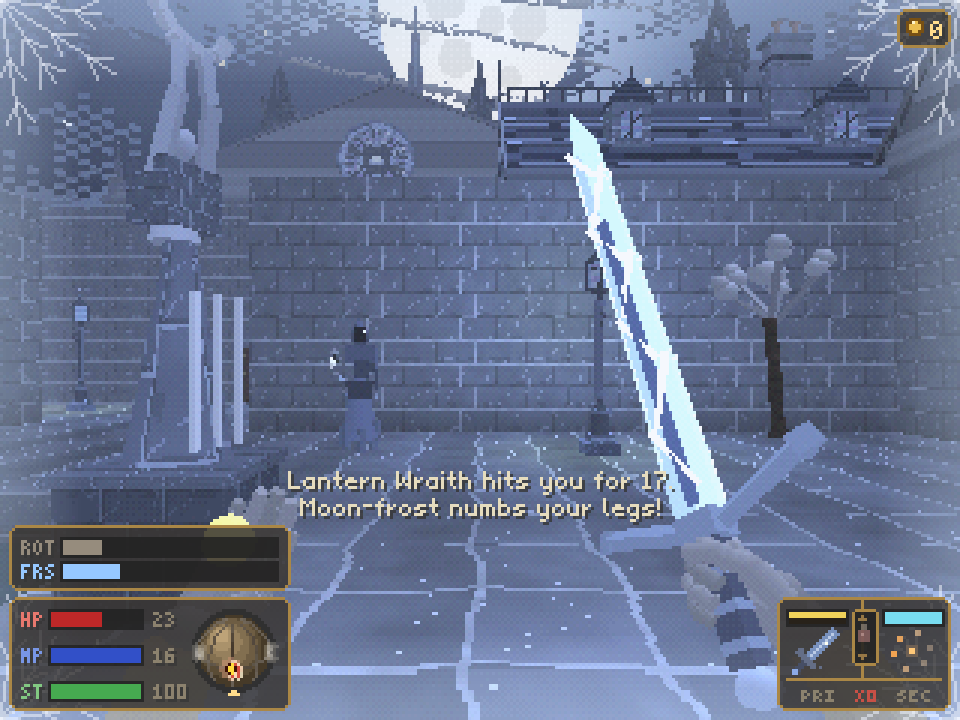 0
Lantern Wraith hits you for 17
Moon-frost numbs your legs!
ROT
FRS
HP 23
MP 16
ST 100
PRI X0 SEC